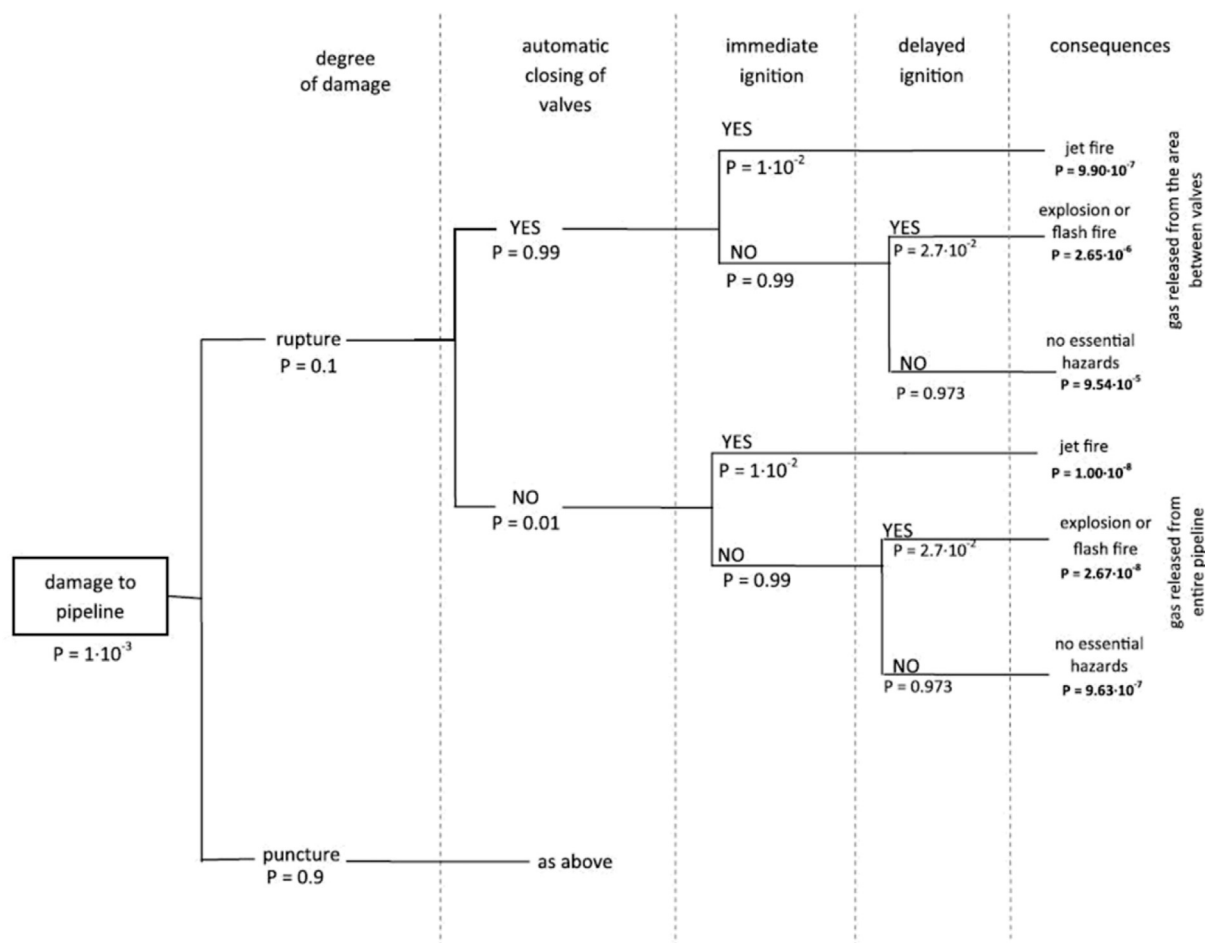 degree
of damage
automatic
closing of
valves
immediate
ignition
delayed
ignition
consequences
YES
P = 1·10⁻²
jet fire
P = 9.90·10⁻⁷
YES
P = 0.99
explosion or
flash fire
P = 2.65·10⁻⁶
YES
P = 2.7·10⁻²
NO
P = 0.99
gas released from the area
between valves
rupture
P = 0.1
no essential
hazards
P = 9.54·10⁻⁵
NO
P = 0.973
YES
P = 1·10⁻²
jet fire
P = 1.00·10⁻⁸
NO
P = 0.01
YES
P = 2.7·10⁻²
explosion or
flash fire
P = 2.67·10⁻⁸
NO
P = 0.99
gas released from
entire pipeline
damage to
pipeline
P = 1·10⁻³
no essential
hazards
P = 9.63·10⁻⁷
NO
P = 0.973
puncture
P = 0.9
as above